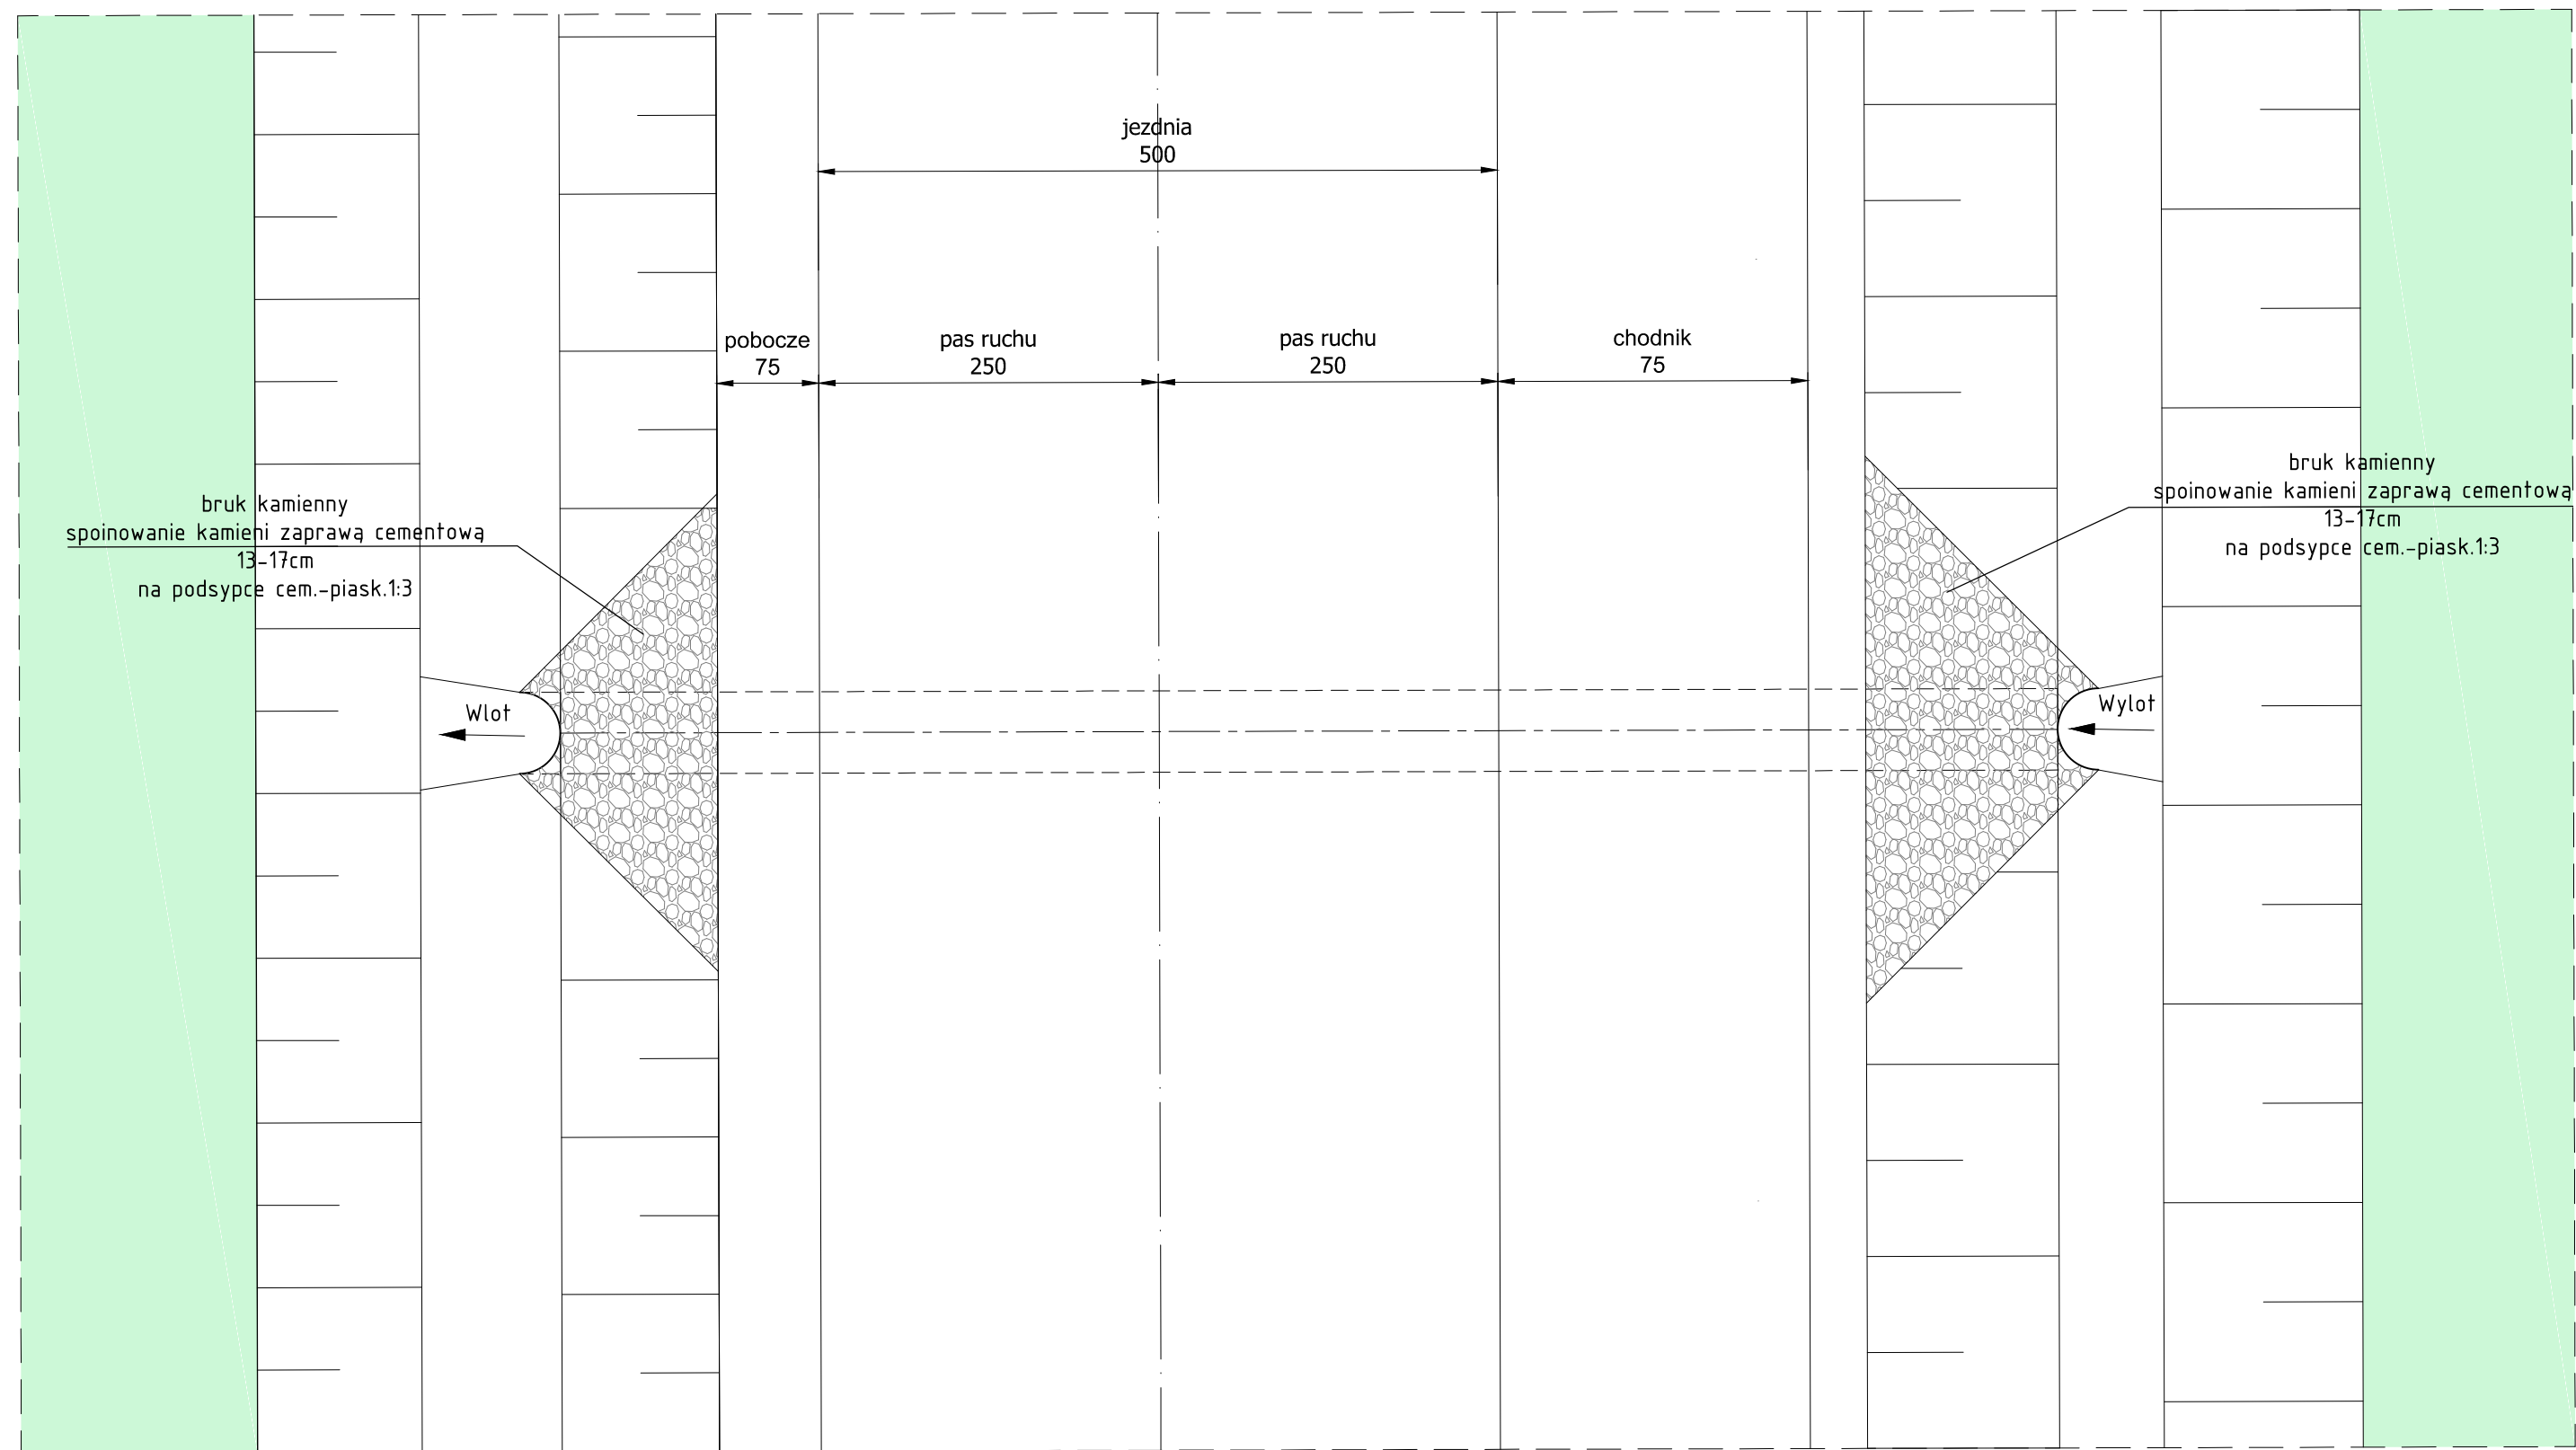 jezdnia
500
pobocze
75
pas ruchu
250
pas ruchu
250
chodnik
75
bruk kamienny
spoinowanie kamieni zaprawą cementową
13-17cm
na podsypce cem.-piask.1:3
bruk kamienny
spoinowanie kamieni zaprawą cementową
13-17cm
na podsypce cem.-piask.1:3
Wlot
Wylot